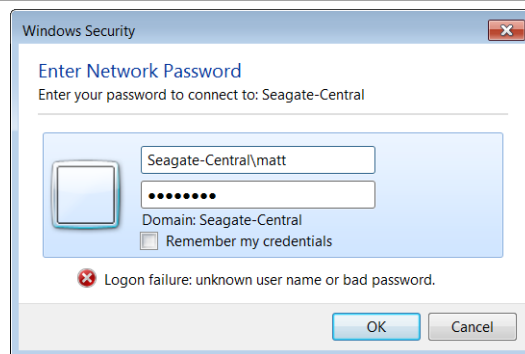 Windows Security
Enter Network Password
Enter your password to connect to: Seagate-Central
Seagate-Central\matt
••••••••
Domain: Seagate-Central
Remember my credentials
Logon failure: unknown user name or bad password.
OK Cancel